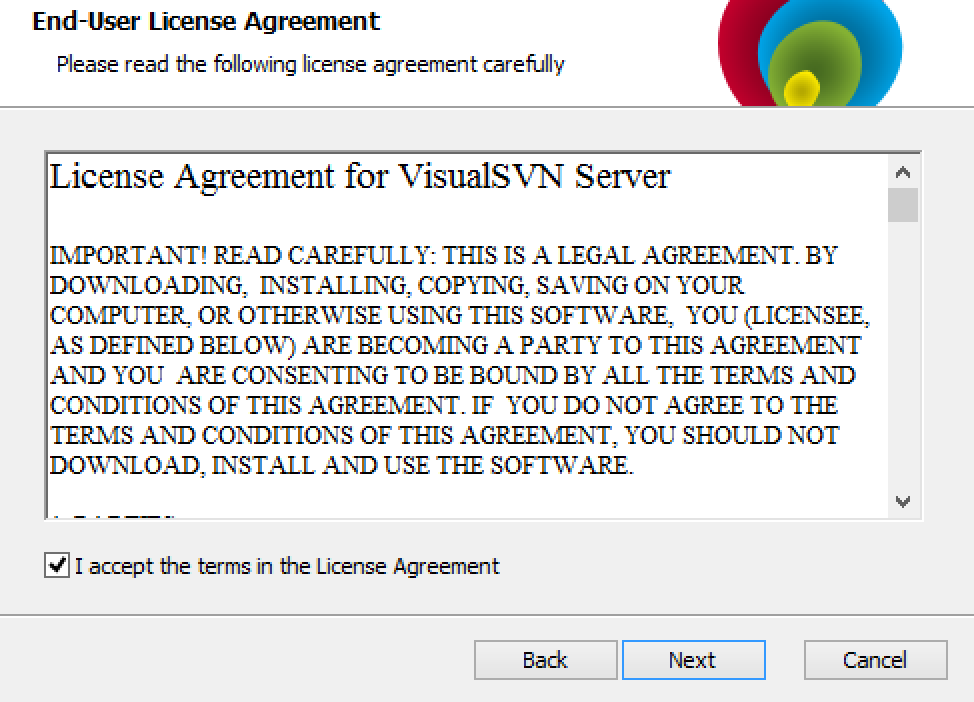 End-User License Agreement
Please read the following license agreement carefully
License Agreement for VisualSVN Server
IMPORTANT! READ CAREFULLY: THIS IS A LEGAL AGREEMENT. BY
DOWNLOADING, INSTALLING, COPYING, SAVING ON YOUR
COMPUTER, OR OTHERWISE USING THIS SOFTWARE, YOU (LICENSEE,
AS DEFINED BELOW) ARE BECOMING A PARTY TO THIS AGREEMENT
AND YOU ARE CONSENTING TO BE BOUND BY ALL THE TERMS AND
CONDITIONS OF THIS AGREEMENT. IF YOU DO NOT AGREE TO THE
TERMS AND CONDITIONS OF THIS AGREEMENT, YOU SHOULD NOT
DOWNLOAD, INSTALL AND USE THE SOFTWARE.
I accept the terms in the License Agreement
Back Next Cancel